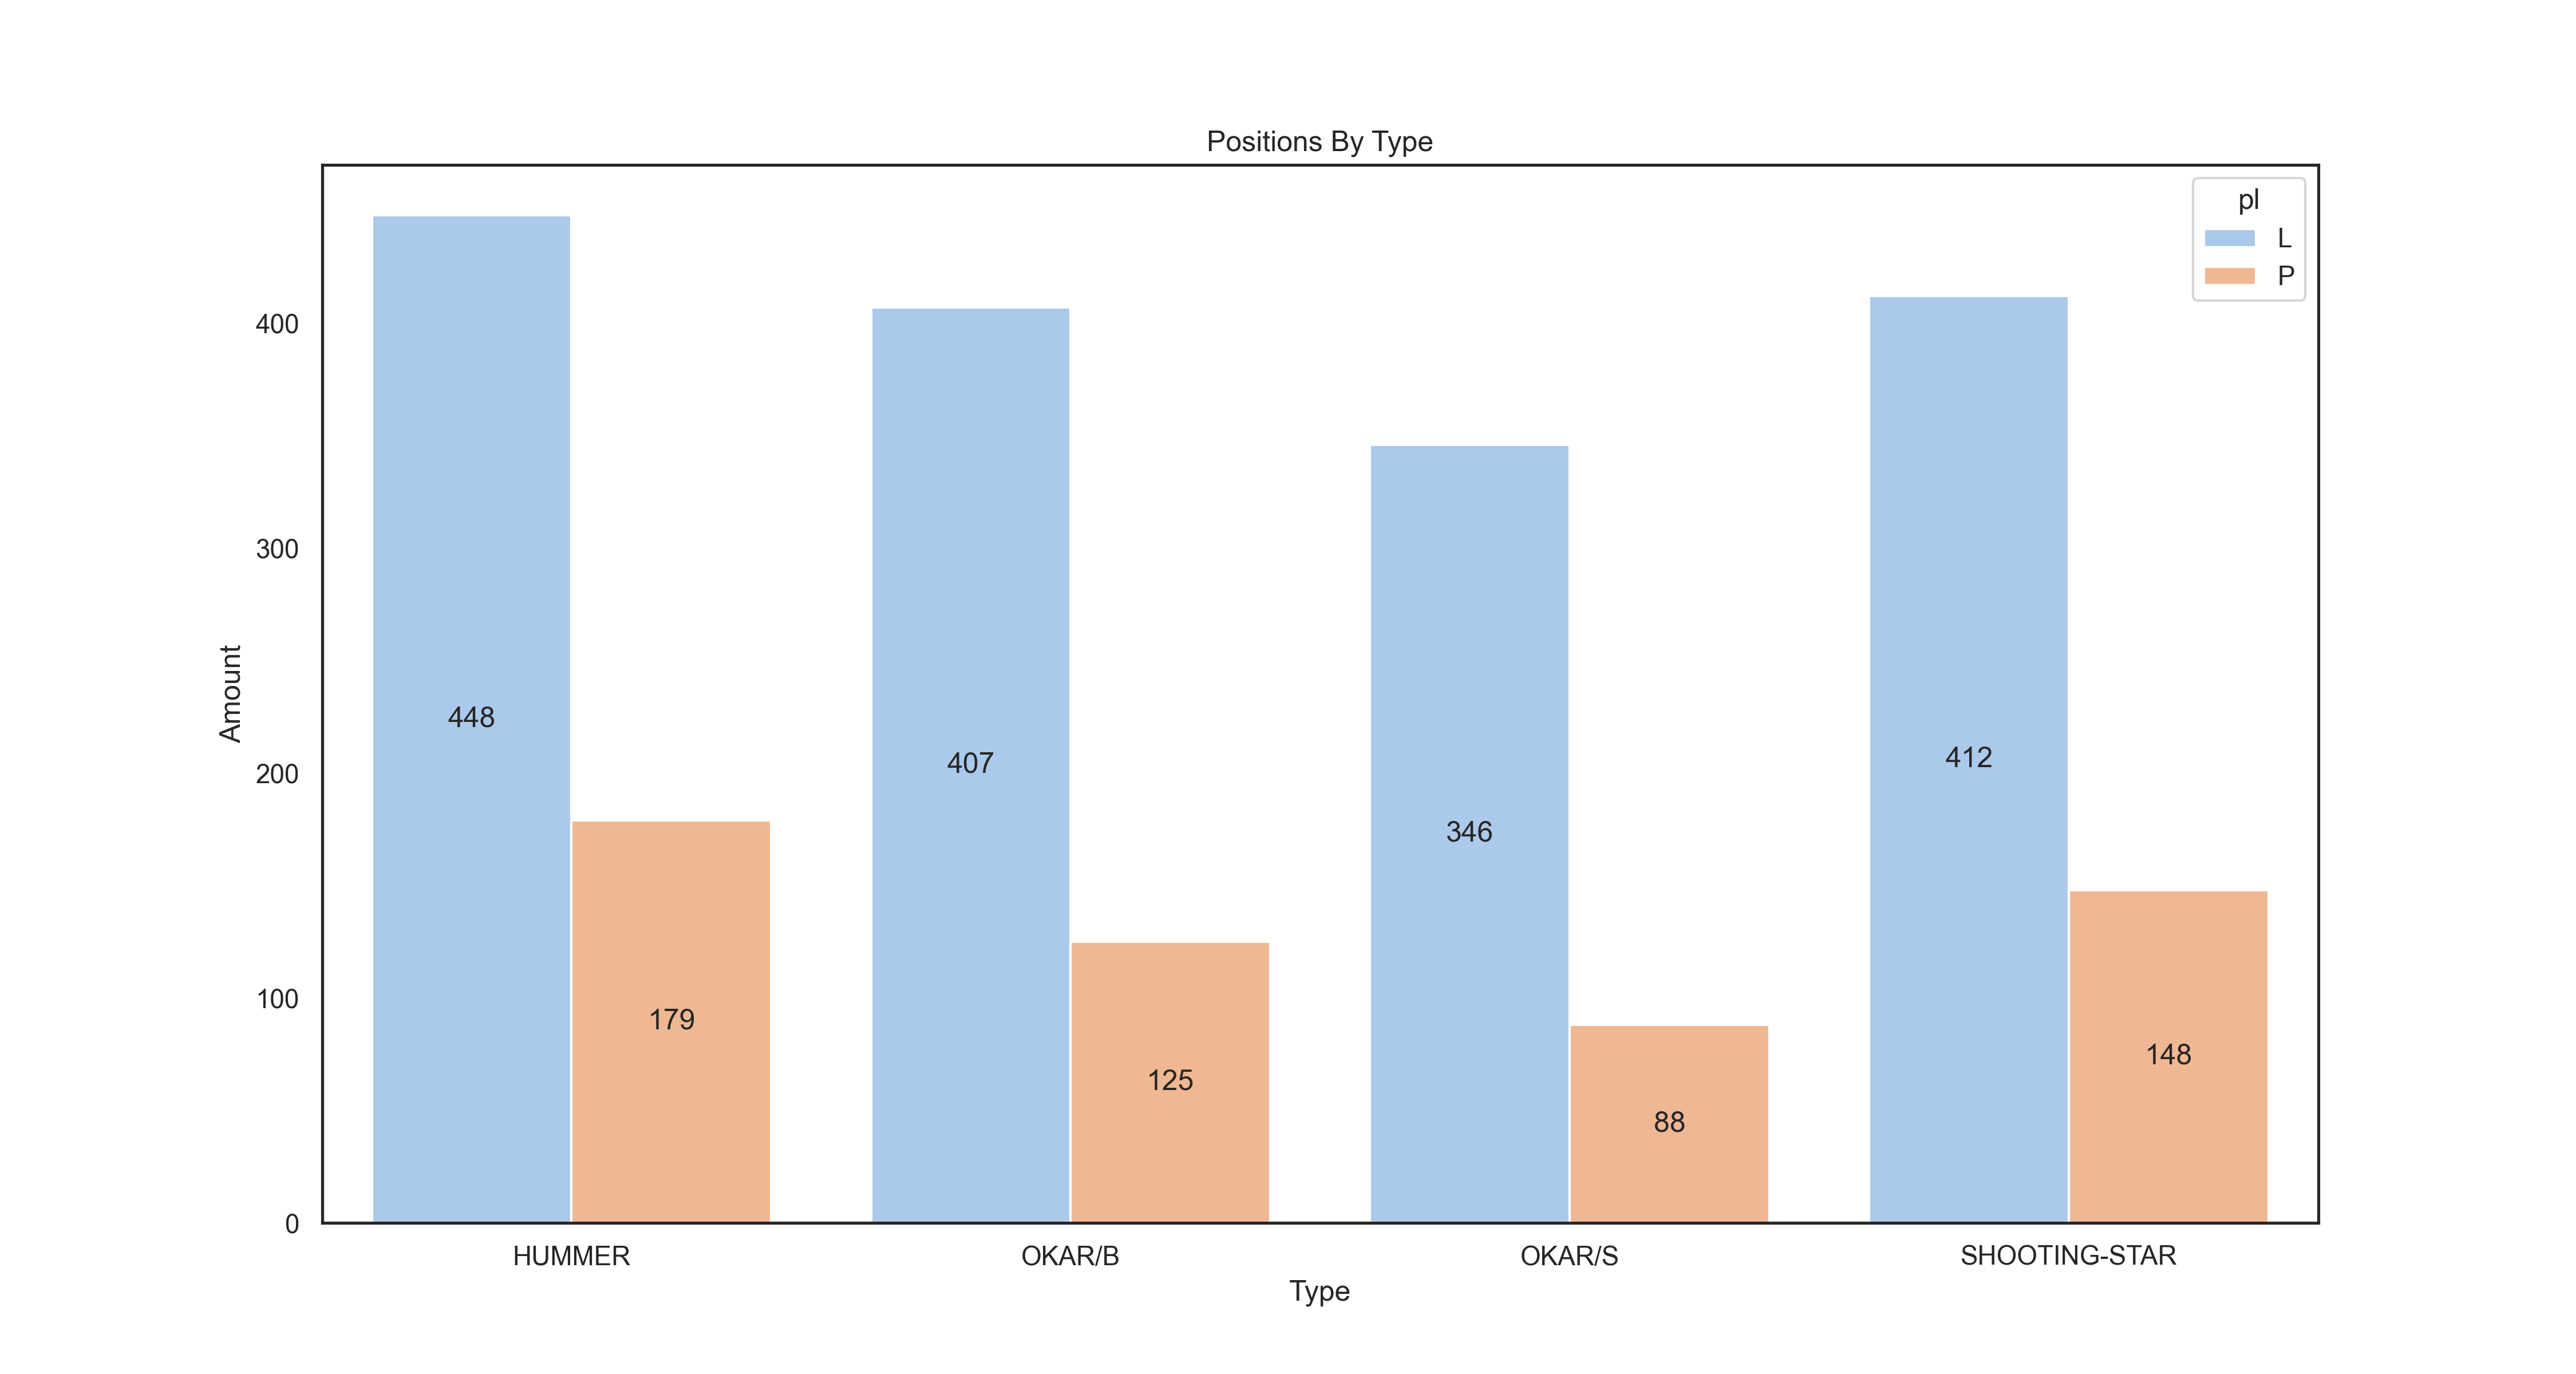 Positions By Type
pl
L
P
400
300
200
100
0
Amount
448
179
407
125
346
88
412
148
HUMMER
OKAR/B
OKAR/S
SHOOTING-STAR
Type